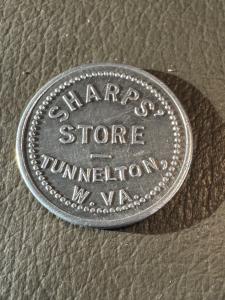 SHARPS'
STORE
—
TUNNELTON,
W. VA.